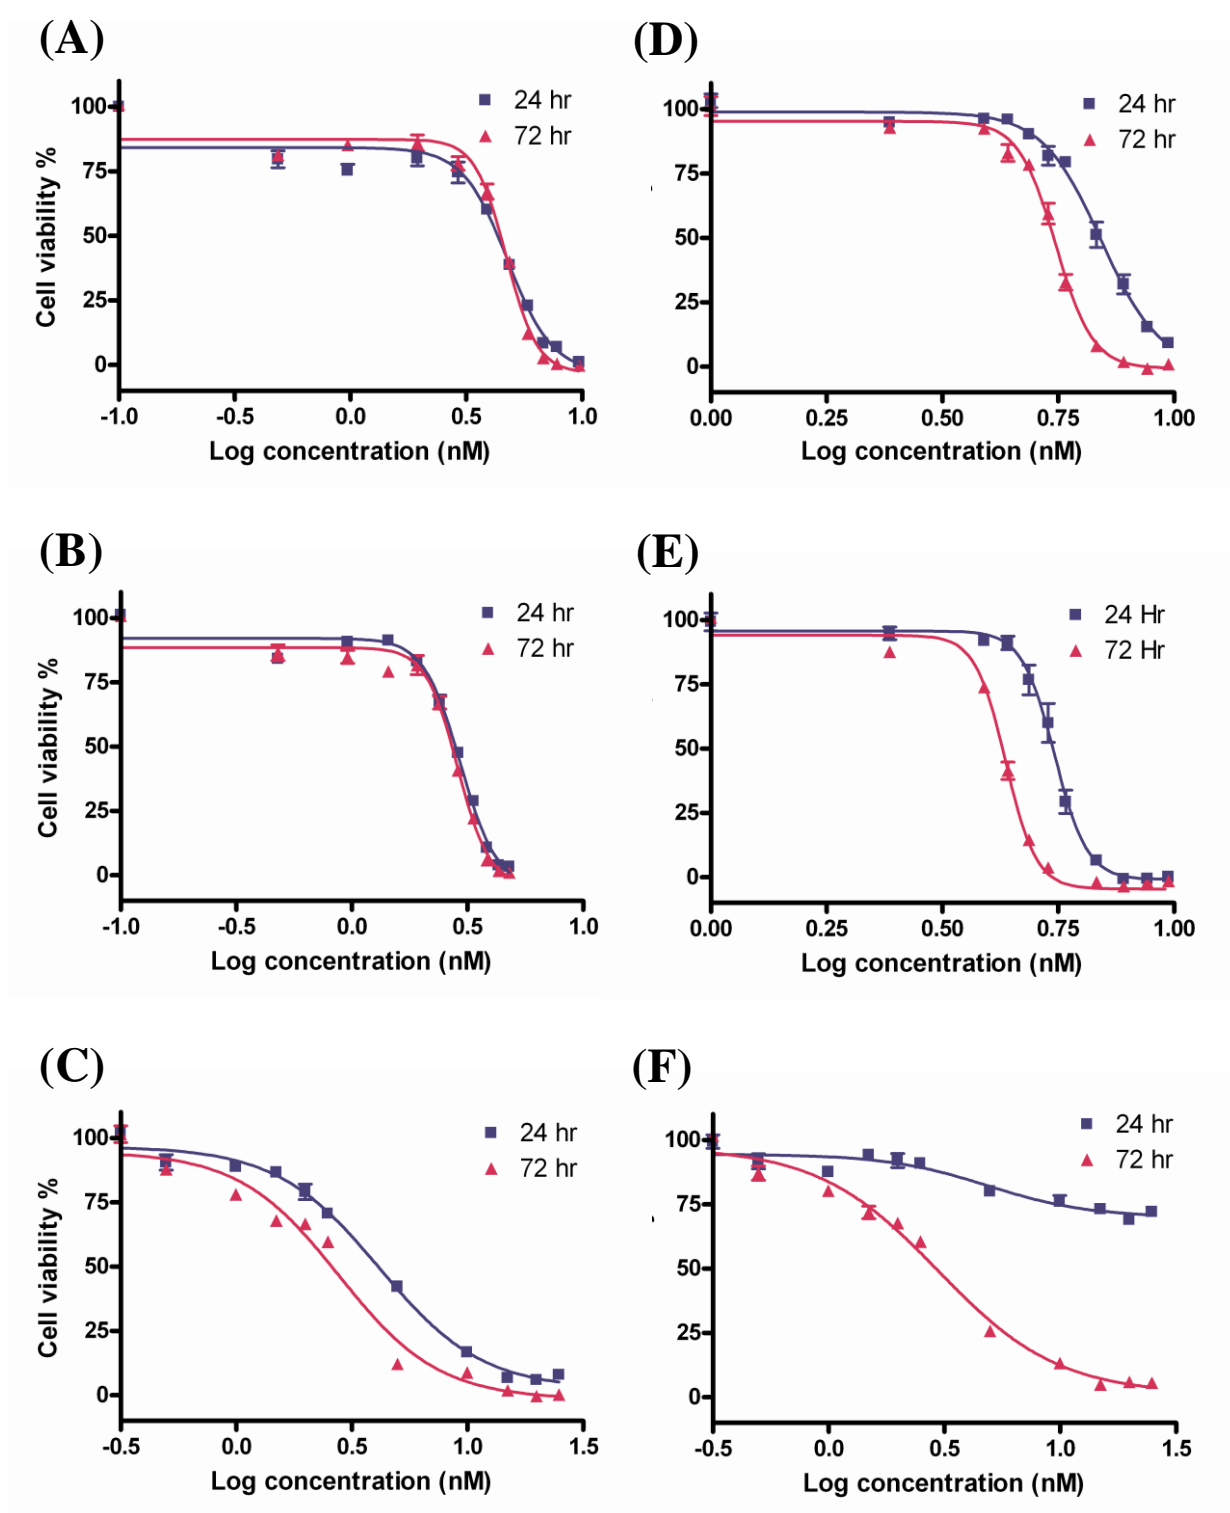 (A)
24 hr
72 hr
100
75
50
25
0
Cell viability %
-1.0 -0.5 0.0 0.5 1.0
Log concentration (nM)
(D)
24 hr
72 hr
100
75
50
25
0
0.00 0.25 0.50 0.75 1.00
Log concentration (nM)
(B)
24 hr
72 hr
100
75
50
25
0
Cell viability %
-1.0 -0.5 0.0 0.5 1.0
Log concentration (nM)
(E)
24 Hr
72 Hr
100
75
50
25
0
0.00 0.25 0.50 0.75 1.00
Log concentration (nM)
(C)
24 hr
72 hr
100
75
50
25
0
Cell viability %
-0.5 0.0 0.5 1.0 1.5
Log concentration (nM)
(F)
24 hr
72 hr
100
75
50
25
0
-0.5 0.0 0.5 1.0 1.5
Log concentration (nM)